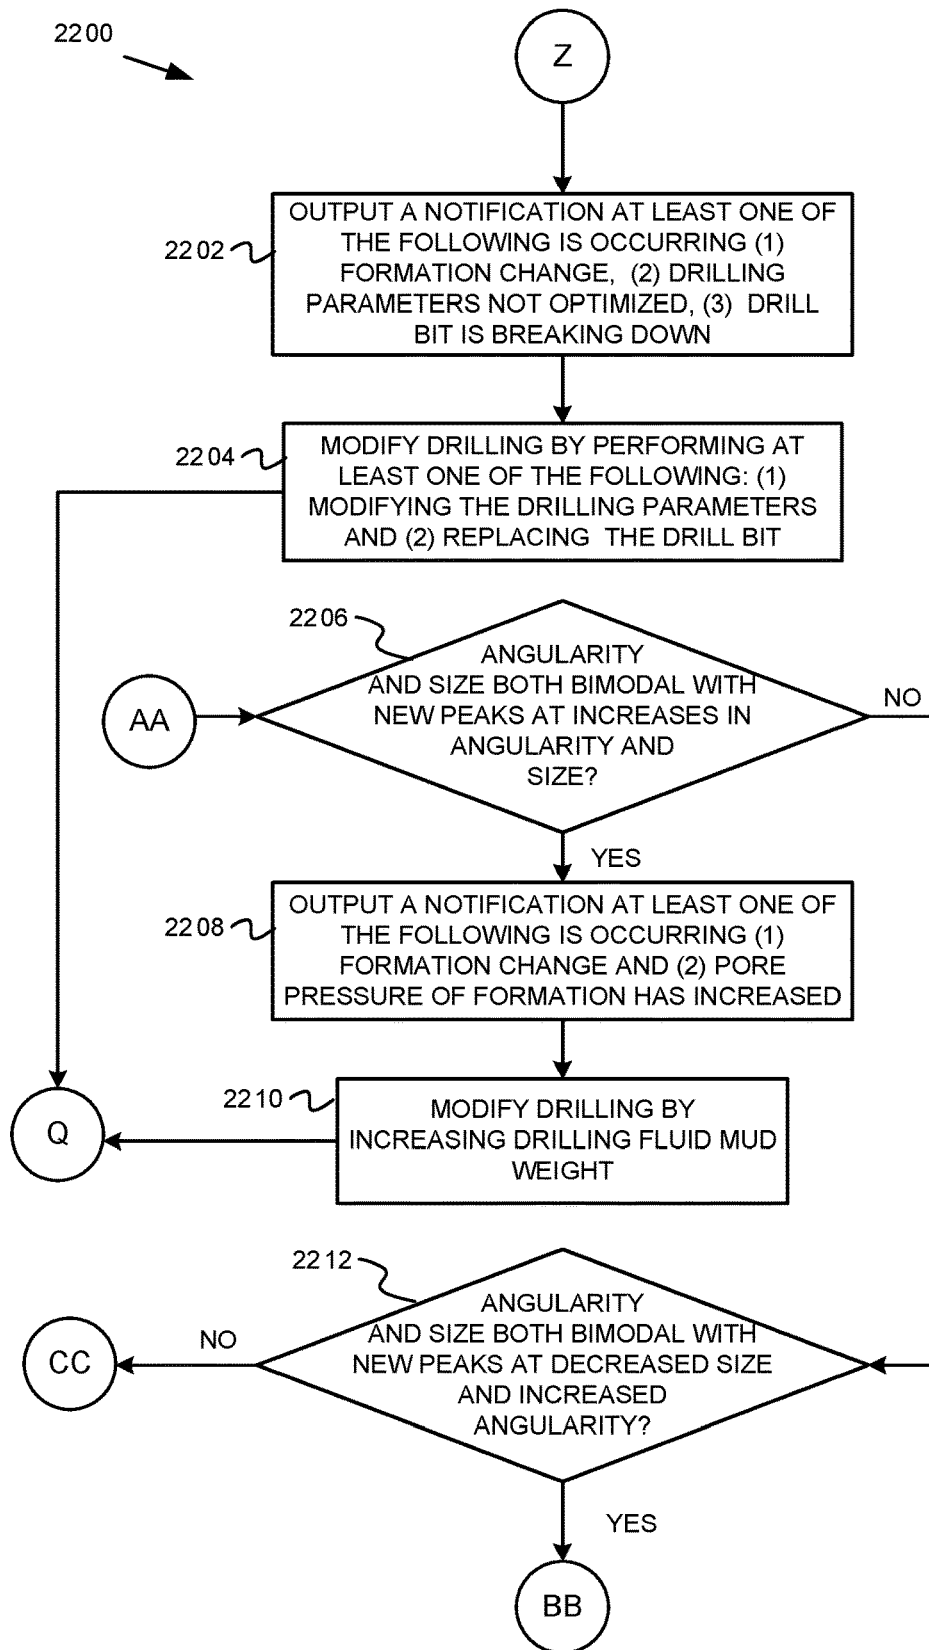 2200
Z
2202
OUTPUT A NOTIFICATION AT LEAST ONE OF
THE FOLLOWING IS OCCURRING (1)
FORMATION CHANGE, (2) DRILLING
PARAMETERS NOT OPTIMIZED, (3) DRILL
BIT IS BREAKING DOWN
2204
MODIFY DRILLING BY PERFORMING AT
LEAST ONE OF THE FOLLOWING: (1)
MODIFYING THE DRILLING PARAMETERS
AND (2) REPLACING THE DRILL BIT
2206
AA
ANGULARITY
AND SIZE BOTH BIMODAL WITH
NEW PEAKS AT INCREASES IN
ANGULARITY AND
SIZE?
NO
YES
2208
OUTPUT A NOTIFICATION AT LEAST ONE OF
THE FOLLOWING IS OCCURRING (1)
FORMATION CHANGE AND (2) PORE
PRESSURE OF FORMATION HAS INCREASED
2210
Q
MODIFY DRILLING BY
INCREASING DRILLING FLUID MUD
WEIGHT
2212
CC
NO
ANGULARITY
AND SIZE BOTH BIMODAL WITH
NEW PEAKS AT DECREASED SIZE
AND INCREASED
ANGULARITY?
YES
BB